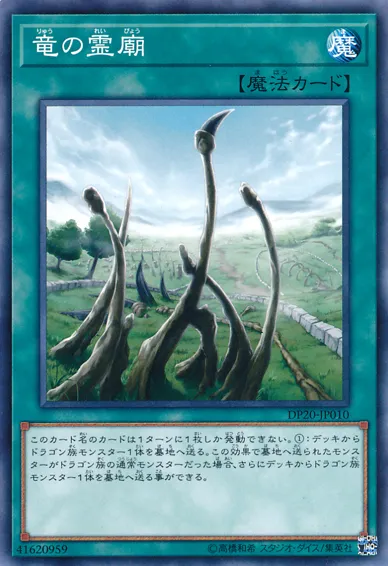 竜の霊廟
魔
【魔法カード】
DP20-JP010
このカード名のカードは1ターンに1枚しか発動できない。①:デッキから
ドラゴン族モンスター1体を墓地へ送る。この効果で墓地へ送られたモンス
ターがドラゴン族の通常モンスターだった場合、さらにデッキからドラゴン族
モンスター1体を墓地へ送る事ができる。
41620959
©高橋和希 スタジオ・ダイス/集英社